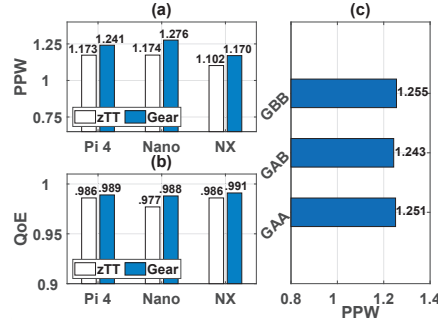 (a)
PPW
1.25
1
0.75
1.173
1.241
1.174
1.276
1.102
1.170
zTT
Gear
Pi 4
Nano
NX
(b)
QoE
1
0.95
0.9
.986
.989
.977
.988
.986
.991
zTT
Gear
Pi 4
Nano
NX
(c)
GBB
1.255
GAB
1.243
GAA
1.251
0.8
1
1.2
1.4
PPW